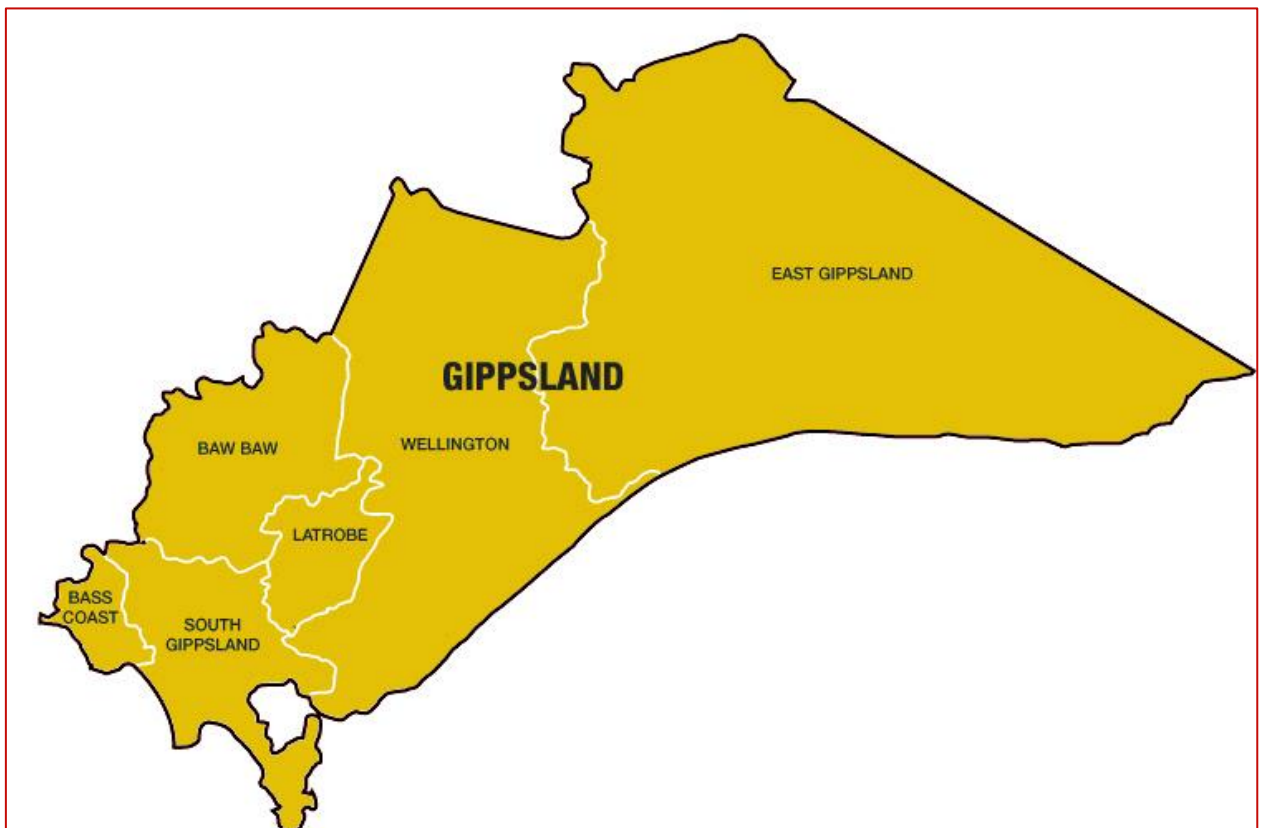 EAST GIPPSLAND
GIPPSLAND
WELLINGTON
BAW BAW
LATROBE
BASS
COAST
SOUTH
GIPPSLAND